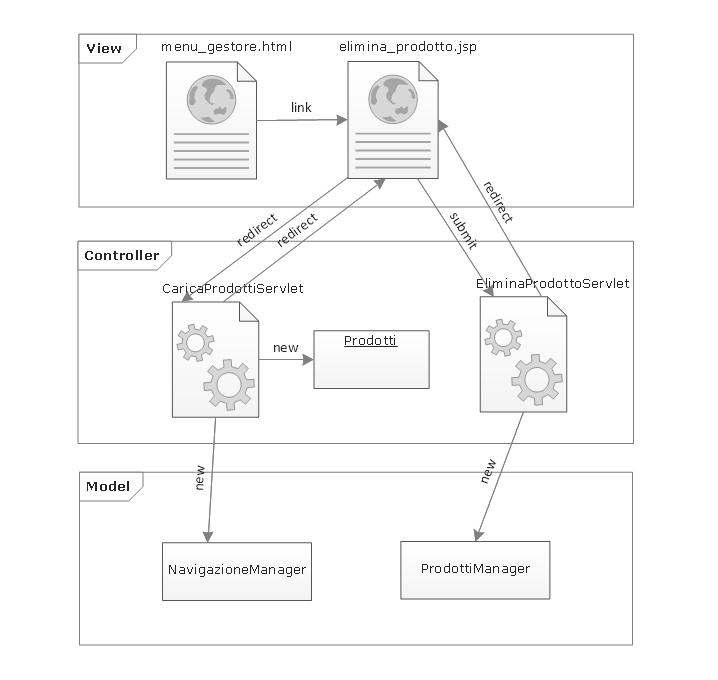 View
menu_gestore.html
elimina_prodotto.jsp
link
redirect
redirect
submit
redirect
Controller
CaricaProdottiServlet
EliminaProdottoServlet
new
Prodotti
new
new
Model
NavigazioneManager
ProdottiManager